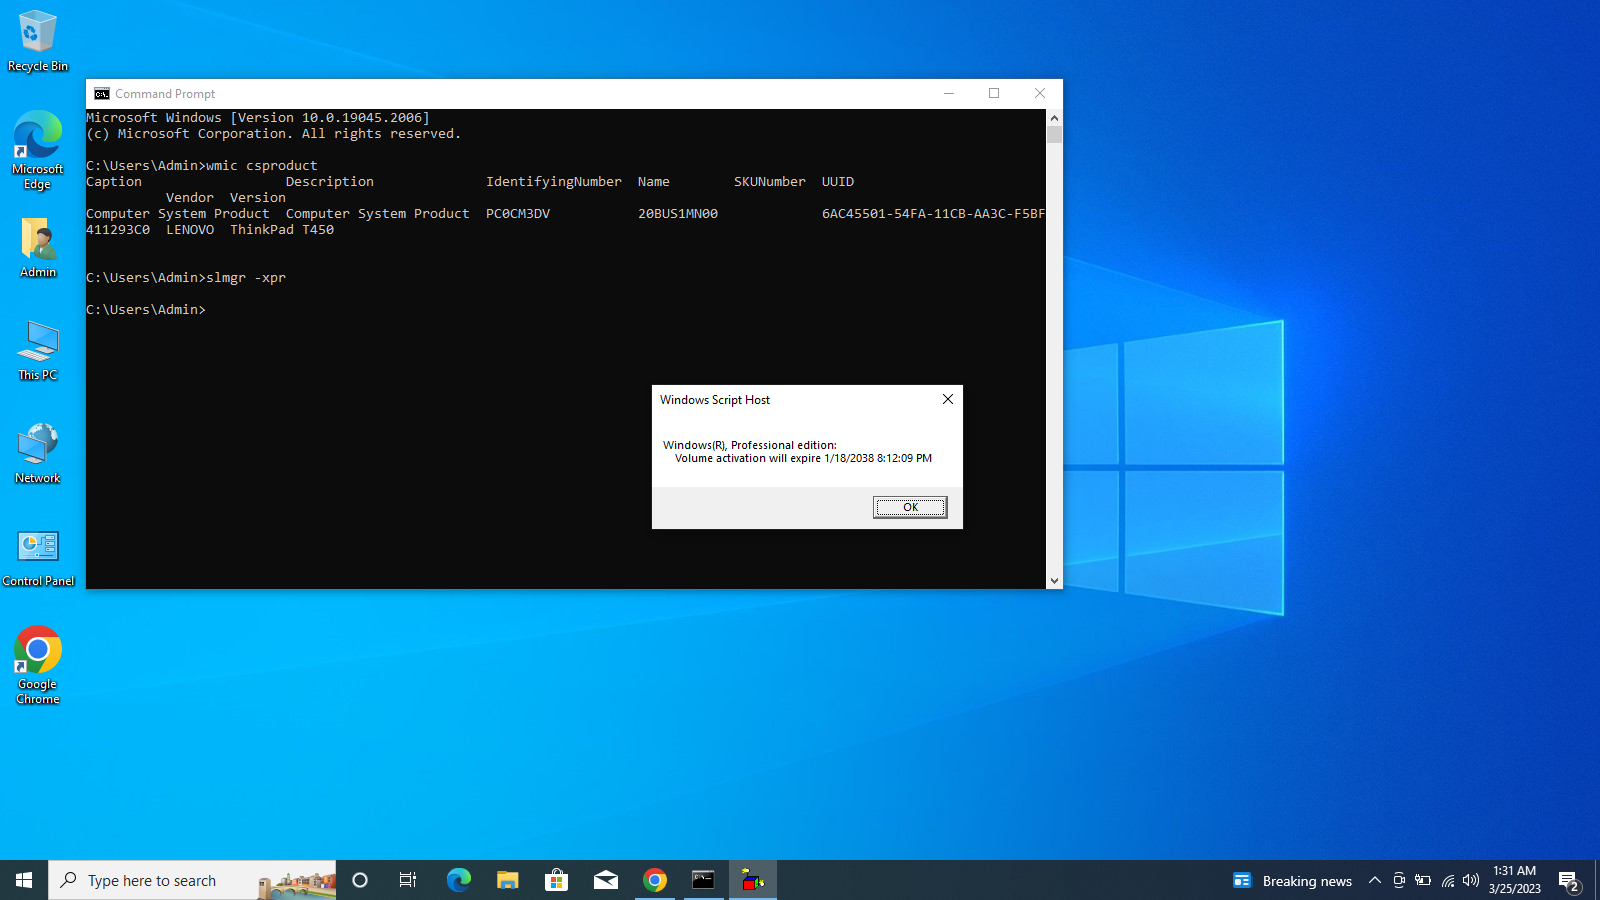 Recycle Bin
Microsoft
Edge
Admin
This PC
Network
Control Panel
Google
Chrome
Command Prompt
Microsoft Windows [Version 10.0.19045.2006]
(c) Microsoft Corporation. All rights reserved.
C:\Users\Admin>wmic csproduct
Caption                  Description              IdentifyingNumber  Name        SKUNumber  UUID
          Vendor  Version
Computer System Product  Computer System Product  PC0CM3DV           20BUS1MN00             6AC45501-54FA-11CB-AA3C-F5BF
411293C0  LENOVO  ThinkPad T450
C:\Users\Admin>slmgr -xpr
C:\Users\Admin>
Windows Script Host
Windows(R), Professional edition:
Volume activation will expire 1/18/2038 8:12:09 PM
OK
Type here to search
Breaking news
1:31 AM
3/25/2023
2